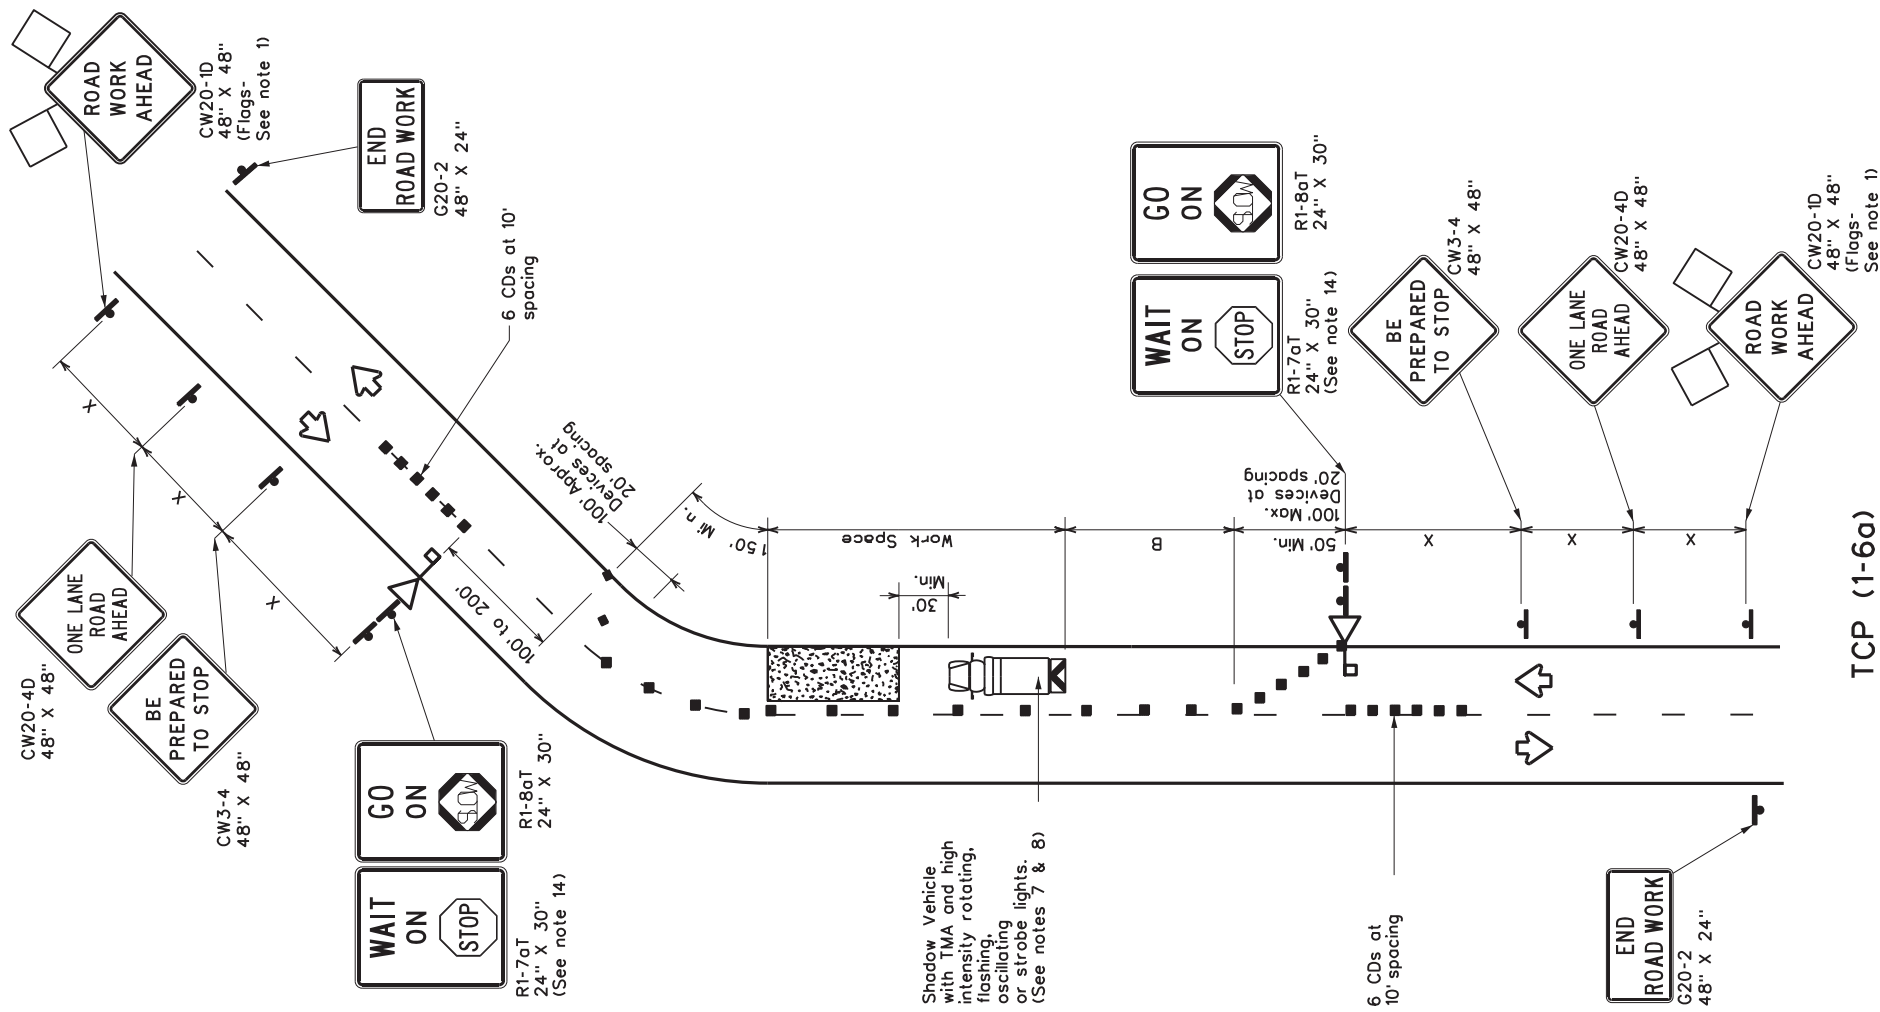 ROAD
WORK
AHEAD
CW20-1D
48" X 48"
(Flags-
See note 1)
END
ROAD WORK
G20-2
48" X 24"
6 CDs at 10'
spacing
X
X
X
ONE LANE
ROAD
AHEAD
CW20-4D
48" X 48"
BE
PREPARED
TO STOP
CW3-4
48" X 48"
100' to 200'
100' Approx.
Devices at
20' spacing
150' Min.
WAIT
ON
STOP
R1-7aT
24" X 30"
(See note 14)
GO
ON
SLOW
R1-8aT
24" X 30"
Work Space
30'
Min.
B
50' Min.
100' Max.
Devices at
20' spacing
X
X
X
Shadow Vehicle
with TMA and high
intensity rotating,
flashing,
oscillating
or strobe lights.
(See notes 7 & 8)
6 CDs at
10' spacing
WAIT
ON
STOP
R1-7aT
24" X 30"
(See note 14)
GO
ON
SLOW
R1-8aT
24" X 30"
BE
PREPARED
TO STOP
CW3-4
48" X 48"
ONE LANE
ROAD
AHEAD
CW20-4D
48" X 48"
ROAD
WORK
AHEAD
CW20-1D
48" X 48"
(Flags-
See note 1)
END
ROAD WORK
G20-2
48" X 24"
TCP (1-6a)